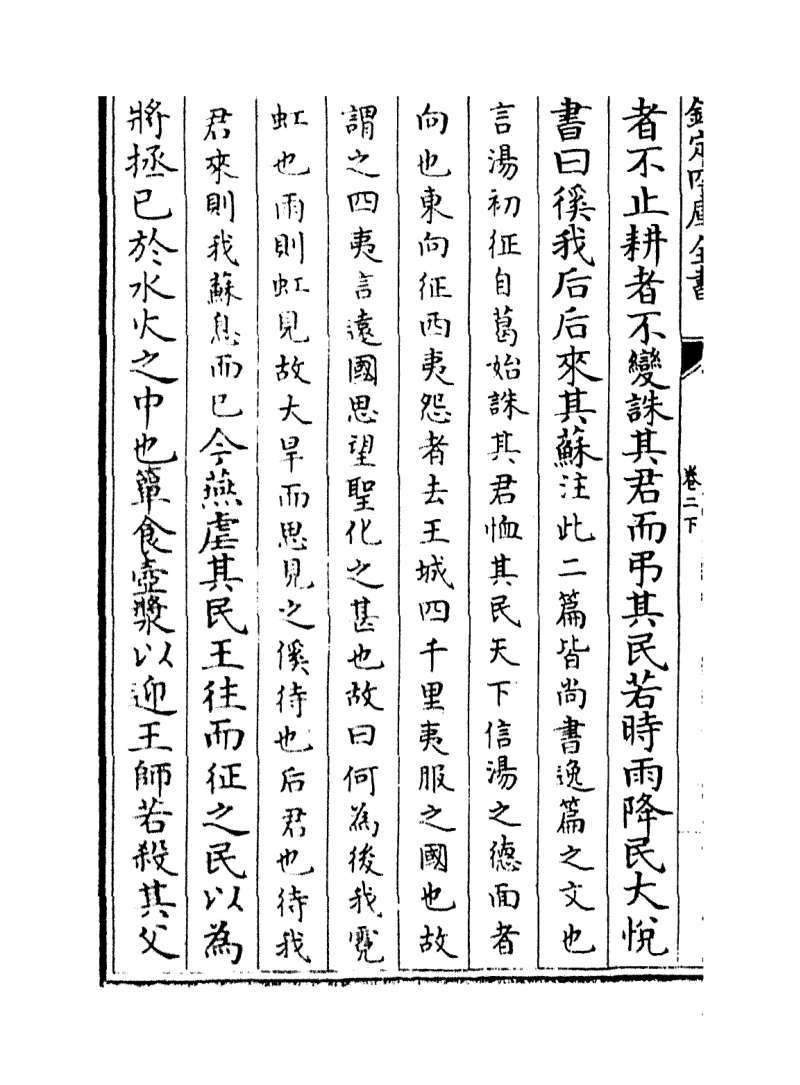 欽定四庫全書
卷二下
者不止耕者不變誅其君而弔其民若時雨降民大悅
書曰徯我后后來其蘇注此二篇皆尚書逸篇之文也
言湯初征自葛始誅其君恤其民天下信湯之德面者
向也東向征西夷怨者去王城四千里夷服之國也故
謂之四夷言遠國思望聖化之甚也故曰何為後我霓
虹也雨則虹見故大旱而思見之徯待也后君也待我
君來則我蘇息而已今燕虐其民王往而征之民以為
將拯已於水火之中也簞食壺漿以迎王師若殺其父